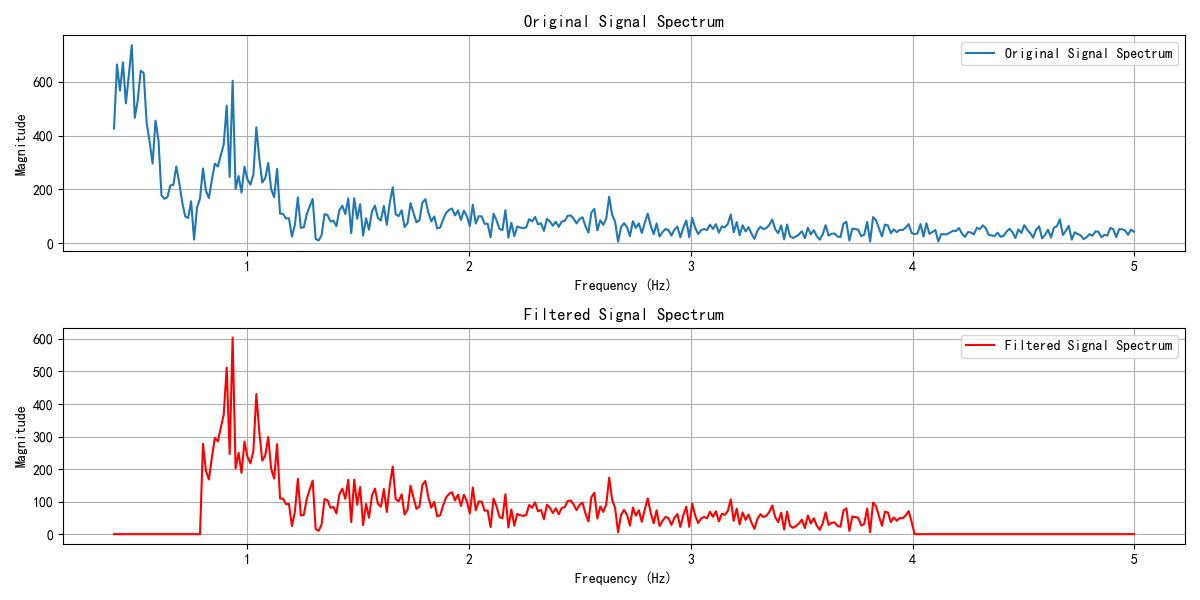 Original Signal Spectrum
Original Signal Spectrum
Magnitude
600
400
200
0
1
2
3
4
5
Frequency (Hz)
Filtered Signal Spectrum
Filtered Signal Spectrum
Magnitude
600
500
400
300
200
100
0
1
2
3
4
5
Frequency (Hz)